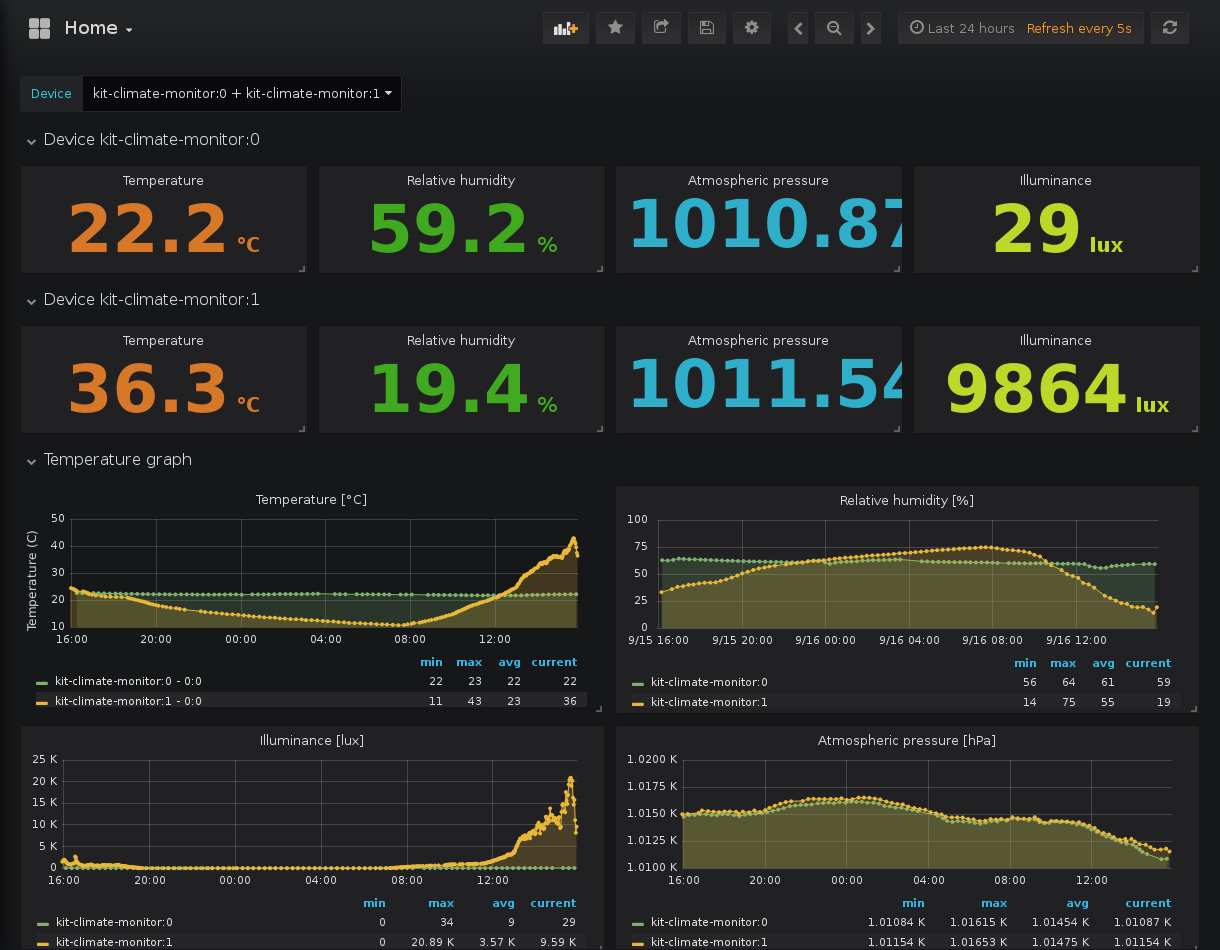 Home
Last 24 hours Refresh every 5s
Device kit-climate-monitor:0 + kit-climate-monitor:1
Device kit-climate-monitor:0
Temperature Relative humidity Atmospheric pressure Illuminance
22.2 °C 59.2 % 1010.87 29 lux
Device kit-climate-monitor:1
Temperature Relative humidity Atmospheric pressure Illuminance
36.3 °C 19.4 % 1011.54 9864 lux
Temperature graph
Temperature [°C]
Temperature (C)
50
40
30
20
10
16:00 20:00 00:00 04:00 08:00 12:00
min max avg current
kit-climate-monitor:0 - 0:0 22 23 22 22
kit-climate-monitor:1 - 0:0 11 43 23 36
Relative humidity [%]
100
75
50
25
0
9/15 16:00 9/15 20:00 9/16 00:00 9/16 04:00 9/16 08:00 9/16 12:00
min max avg current
kit-climate-monitor:0 56 64 61 59
kit-climate-monitor:1 14 75 55 19
Illuminance [lux]
25 K
20 K
15 K
10 K
5 K
0
16:00 20:00 00:00 04:00 08:00 12:00
min max avg current
kit-climate-monitor:0 0 34 9 29
kit-climate-monitor:1 0 20.89 K 3.57 K 9.59 K
Atmospheric pressure [hPa]
1.0200 K
1.0175 K
1.0150 K
1.0125 K
1.0100 K
16:00 20:00 00:00 04:00 08:00 12:00
min max avg current
kit-climate-monitor:0 1.01084 K 1.01615 K 1.01454 K 1.01087 K
kit-climate-monitor:1 1.01154 K 1.01653 K 1.01475 K 1.01154 K